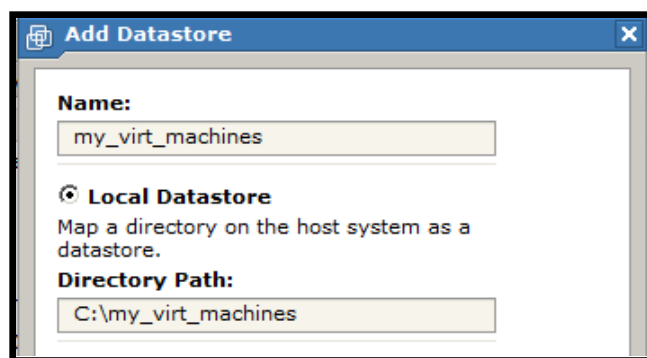 Add Datastore
Name:
my_virt_machines
Local Datastore
Map a directory on the host system as a
datastore.
Directory Path:
C:\my_virt_machines